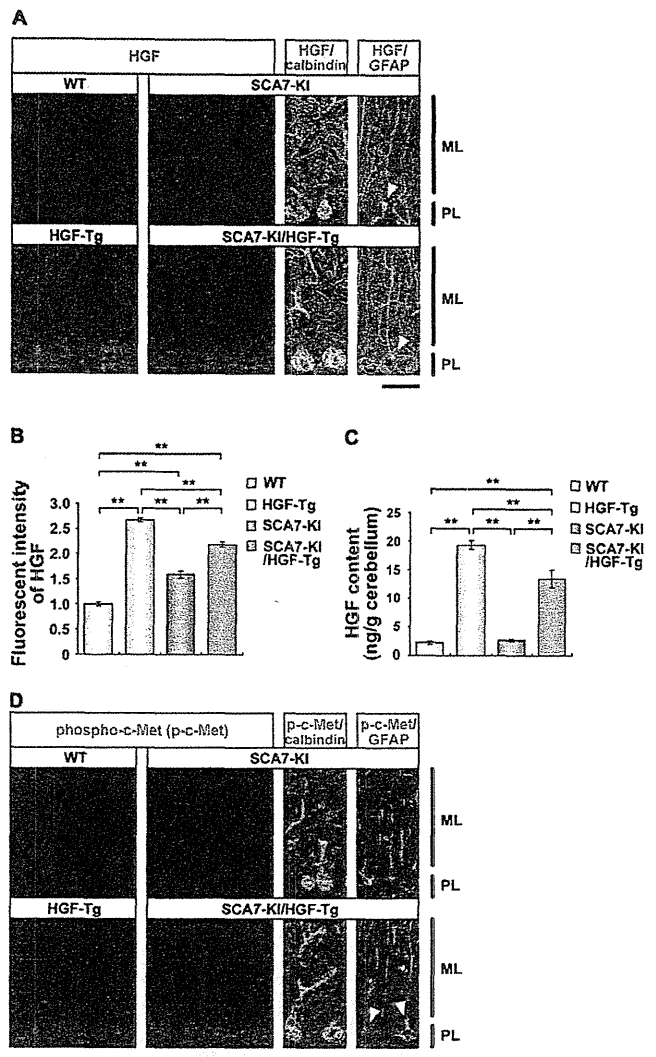 A
HGF
HGF/
calbindin
HGF/
GFAP
WT
SCA7-KI
ML
PL
HGF-Tg
SCA7-KI/HGF-Tg
ML
PL
B
**
**
**
**
**
**
Fluorescent intensity
of HGF
3.0
2.5
2.0
1.5
1.0
0.5
0
WT
HGF-Tg
SCA7-KI
SCA7-KI
/HGF-Tg
C
**
**
**
**
**
HGF content
(ng/g cerebellum)
25
20
15
10
5
0
WT
HGF-Tg
SCA7-KI
SCA7-KI
/HGF-Tg
D
phospho-c-Met (p-c-Met)
p-c-Met/
calbindin
p-c-Met/
GFAP
WT
SCA7-KI
ML
PL
HGF-Tg
SCA7-KI/HGF-Tg
ML
PL